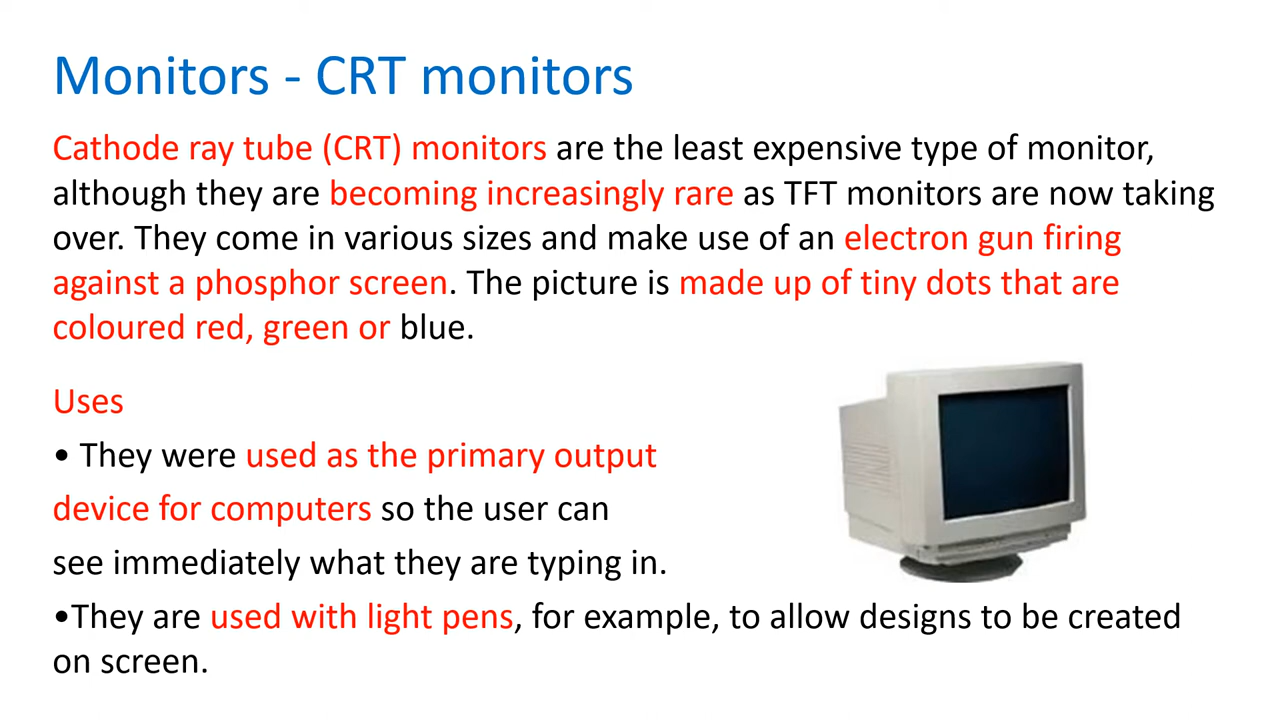 Monitors - CRT monitors
Cathode ray tube (CRT) monitors are the least expensive type of monitor,
although they are becoming increasingly rare as TFT monitors are now taking
over. They come in various sizes and make use of an electron gun firing
against a phosphor screen. The picture is made up of tiny dots that are
coloured red, green or blue.
Uses
• They were used as the primary output
device for computers so the user can
see immediately what they are typing in.
•They are used with light pens, for example, to allow designs to be created
on screen.